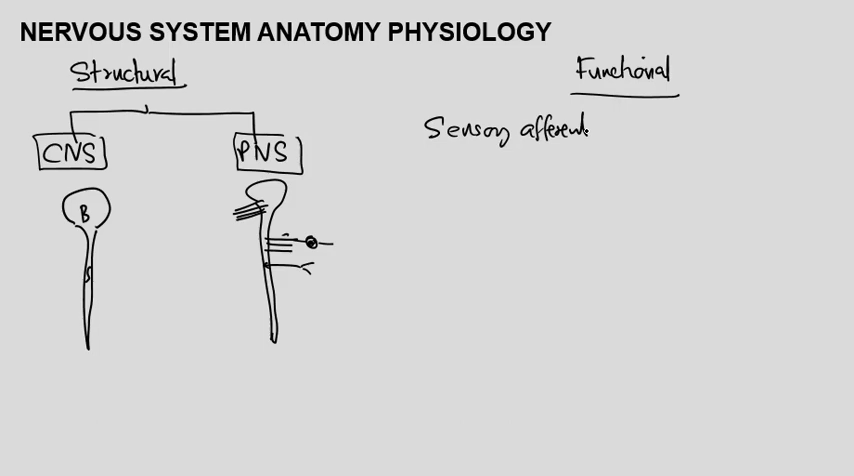 NERVOUS SYSTEM ANATOMY PHYSIOLOGY
Structural
Functional
CNS
PNS
Sensory afferent
B
S